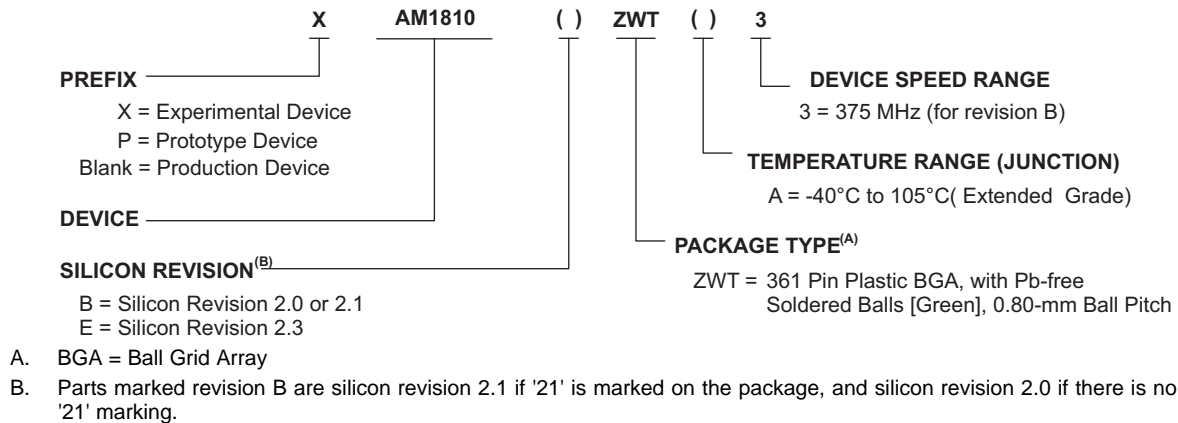 X AM1810 ( ) ZWT ( ) 3
PREFIX
X = Experimental Device
P = Prototype Device
Blank = Production Device
DEVICE
SILICON REVISION(B)
B = Silicon Revision 2.0 or 2.1
E = Silicon Revision 2.3
DEVICE SPEED RANGE
3 = 375 MHz (for revision B)
TEMPERATURE RANGE (JUNCTION)
A = -40°C to 105°C( Extended Grade)
PACKAGE TYPE(A)
ZWT = 361 Pin Plastic BGA, with Pb-free
Soldered Balls [Green], 0.80-mm Ball Pitch
A. BGA = Ball Grid Array
B. Parts marked revision B are silicon revision 2.1 if '21' is marked on the package, and silicon revision 2.0 if there is no
'21' marking.